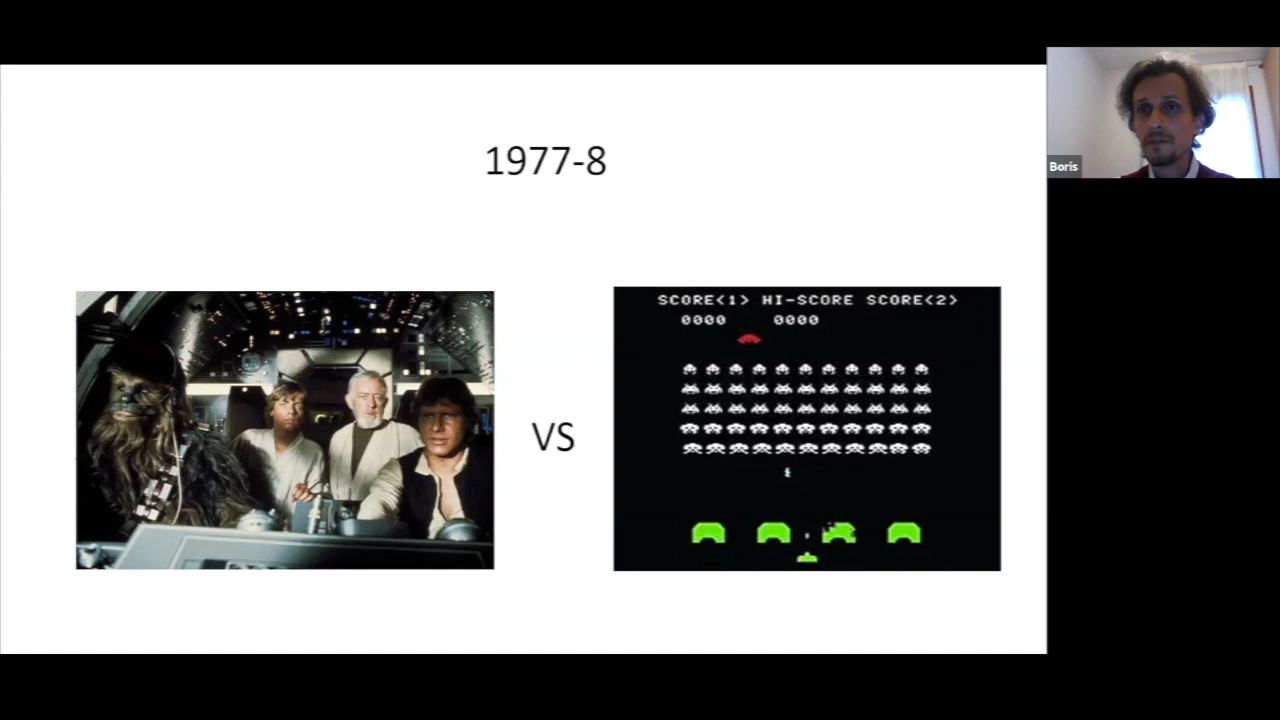 1977-8
Boris
VS
SCORE<1> HI-SCORE SCORE<2>
0000 0000